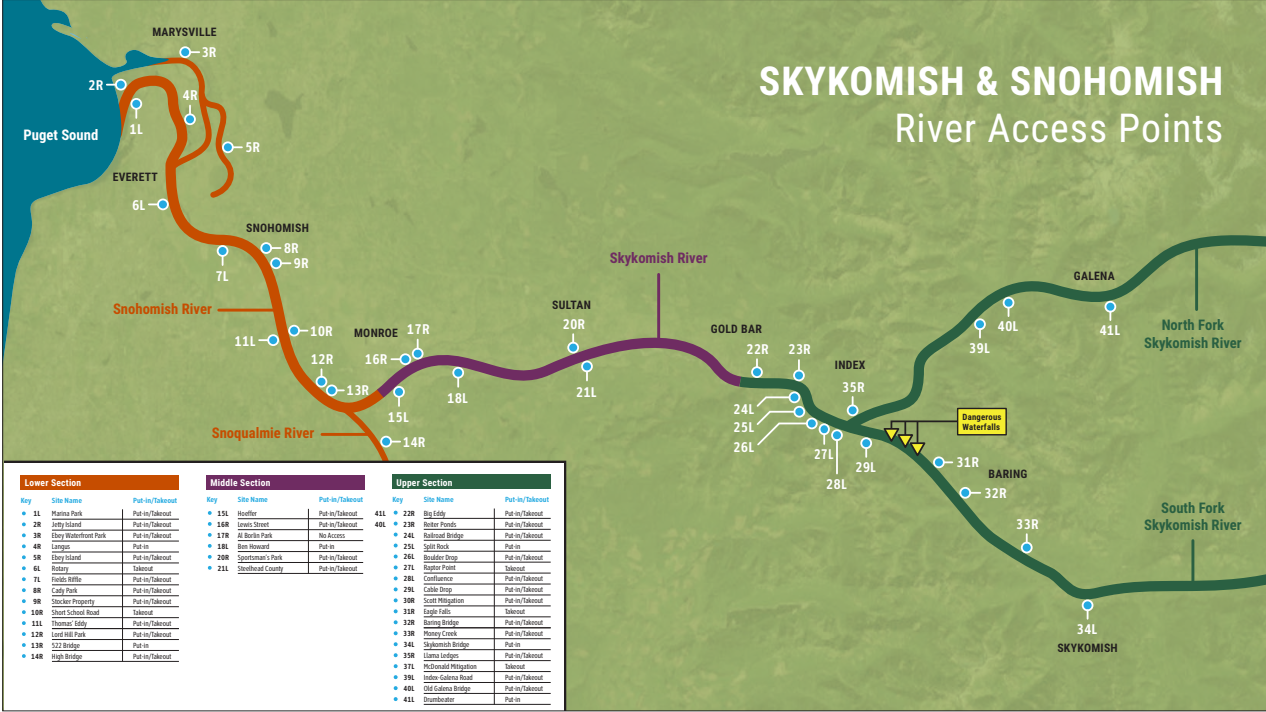 SKYKOMISH & SNOHOMISH
River Access Points
MARYSVILLE
3R
2R
4R
1L
Puget Sound
5R
EVERETT
6L
SNOHOMISH
8R
9R
7L
Skykomish River
GALENA
Snohomish River
SULTAN
40L
41L
North Fork
Skykomish River
10R
MONROE
17R
20R
GOLD BAR
11L
39L
22R
23R
12R
16R
INDEX
13R
18L
21L
35R
15L
24L
25L
26L
Dangerous
Waterfalls
Snoqualmie River
14R
27L
28L
29L
31R
BARING
32R
33R
South Fork
Skykomish River
34L
SKYKOMISH
Lower Section
Key Site Name Put-in/Takeout
1L Marina Park Put-in/Takeout
2R Jetty Island Put-in/Takeout
3R Ebey Waterfront Park Put-in/Takeout
4R Langus Put-in
5R Ebey Island Put-in/Takeout
6L Rotary Takeout
7L Fields Riffle Put-in/Takeout
8R Cady Park Put-in/Takeout
9R Stocker Property Put-in/Takeout
10R Short School Road Takeout
11L Thomas' Eddy Put-in/Takeout
12R Lord Hill Park Put-in/Takeout
13R 522 Bridge Put-in
14R High Bridge Put-in/Takeout
Middle Section
Key Site Name Put-in/Takeout
15L Hoeffer Put-in/Takeout
16R Lewis Street Put-in/Takeout
17R Al Borlin Park No Access
18L Ben Howard Put-in
20R Sportsman's Park Put-in/Takeout
21L Steelhead County Put-in/Takeout
41L
40L
Upper Section
Key Site Name Put-in/Takeout
22R Big Eddy Put-in/Takeout
23R Reiter Ponds Put-in/Takeout
24L Railroad Bridge Put-in/Takeout
25L Split Rock Put-in
26L Boulder Drop Put-in/Takeout
27L Raptor Point Takeout
28L Confluence Put-in/Takeout
29L Cable Drop Put-in/Takeout
30R Scott Mitigation Put-in/Takeout
31R Eagle Falls Takeout
32R Baring Bridge Put-in/Takeout
33R Money Creek Put-in/Takeout
34L Skykomish Bridge Put-in
35R Llama Ledges Put-in/Takeout
37L McDonald Mitigation Takeout
39L Index-Galena Road Put-in/Takeout
40L Old Galena Bridge Put-in/Takeout
41L Drumbeater Put-in